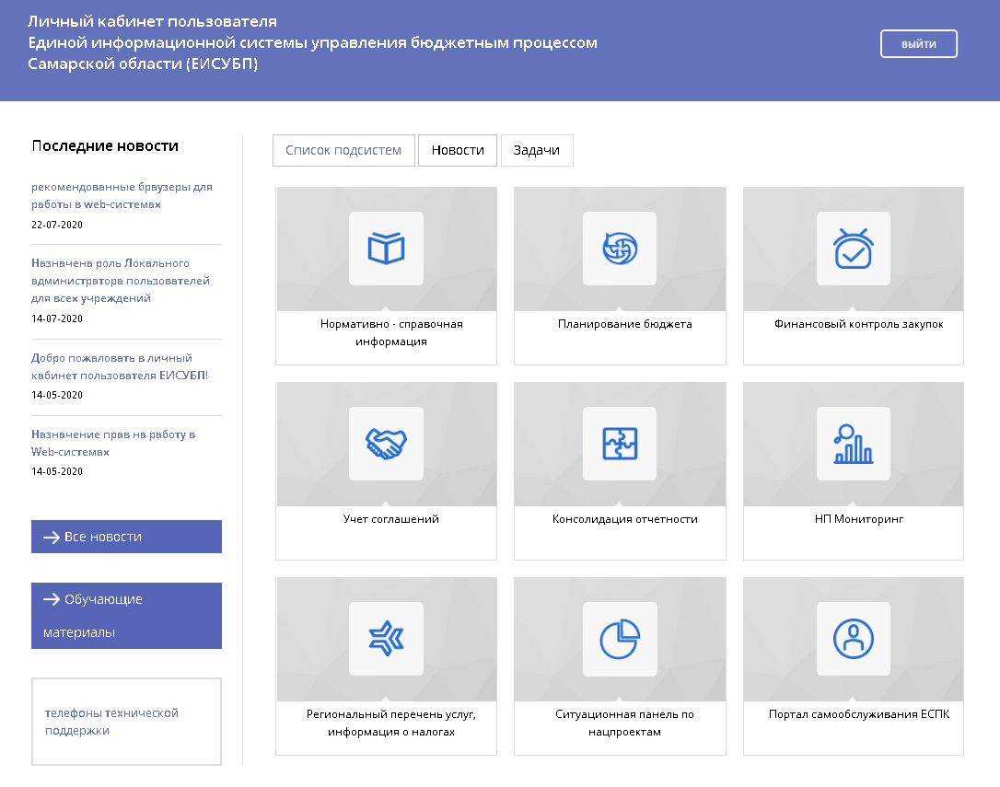 Личный кабинет пользователя
Единой информационной системы управления бюджетным процессом
Самарской области (ЕИСУБП)
ВЫЙТИ
Последние новости
рекомендованные браузеры для
работы в web-системах
22-07-2020
Назначена роль Локального
администратора пользователей
для всех учреждений
14-07-2020
Добро пожаловать в личный
кабинет пользователя ЕИСУБП!
14-05-2020
Назначение прав на работу в
Web-системах
14-05-2020
Все новости
Обучающие
материалы
телефоны технической
поддержки
Список подсистем
Новости
Задачи
Нормативно - справочная
информация
Планирование бюджета
Финансовый контроль закупок
Учет соглашений
Консолидация отчетности
НП Мониторинг
Региональный перечень услуг,
информация о налогах
Ситуационная панель по
нацпроектам
Портал самообслуживания ЕСПК